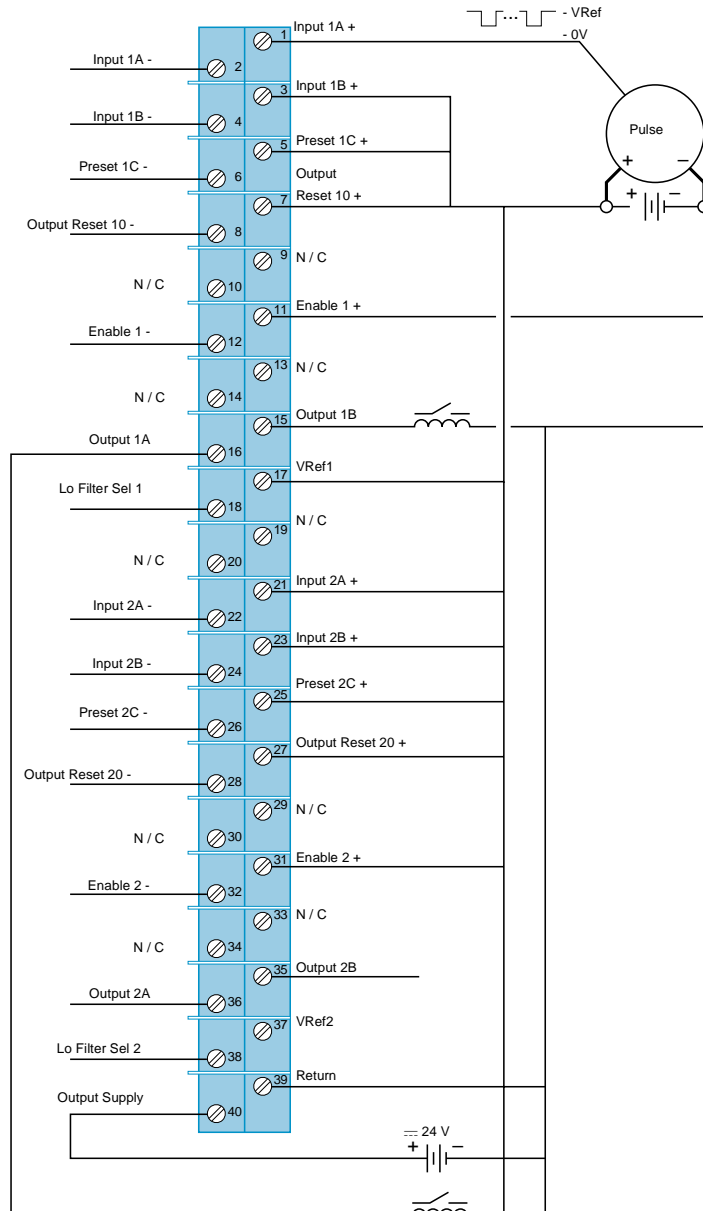 - VRef
- 0V
Input 1A +
1
Input 1A -
2
Pulse
+
−
3
Input 1B +
Input 1B -
4
5
Preset 1C +
Preset 1C -
6
Output
7
Reset 10 +
+
−
Output Reset 10 -
8
9
N / C
N / C
10
11
Enable 1 +
Enable 1 -
12
13
N / C
N / C
14
15
Output 1B
Output 1A
16
VRef1
17
Lo Filter Sel 1
18
19
N / C
N / C
20
21
Input 2A +
Input 2A -
22
23
Input 2B +
Input 2B -
24
25
Preset 2C +
Preset 2C -
26
27
Output Reset 20 +
Output Reset 20 -
28
29
N / C
N / C
30
31
Enable 2 +
Enable 2 -
32
33
N / C
N / C
34
35
Output 2B
Output 2A
36
37
VRef2
Lo Filter Sel 2
38
39
Return
Output Supply
40
24 V
+
−